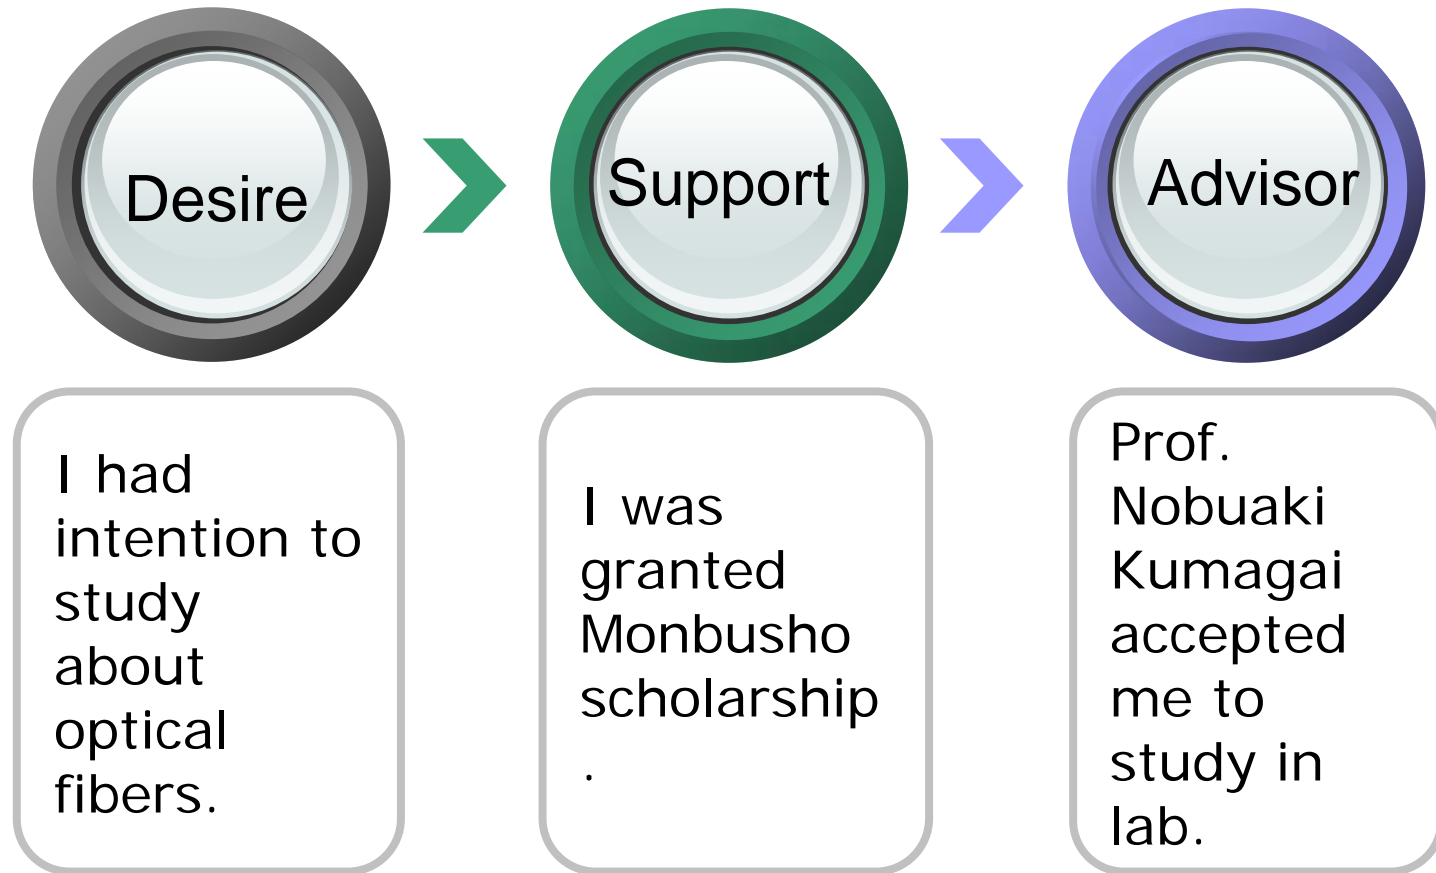 Desire
Support
Advisor
I had
intention to
study
about
optical
fibers.
I was
granted
Monbusho
scholarship
.
Prof.
Nobuaki
Kumagai
accepted
me to
study in
lab.